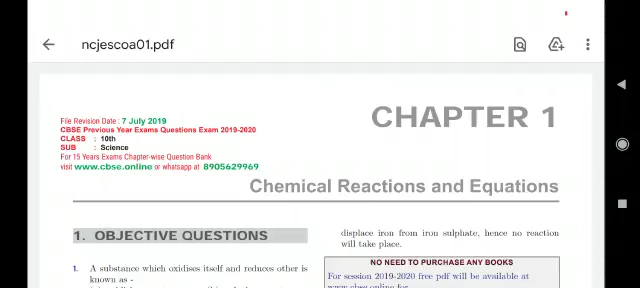 ncjescoa01.pdf
File Revision Date : 7 July 2019
CBSE Previous Year Exams Questions Exam 2019-2020
CLASS : 10th
SUB : Science
For 15 Years Exams Chapter-wise Question Bank
visit www.cbse.online or whatsapp at 8905629969
CHAPTER 1
Chemical Reactions and Equations
1. OBJECTIVE QUESTIONS
1. A substance which oxidises itself and reduces other is
known as -
displace iron from iron sulphate, hence no reaction
will take place.
NO NEED TO PURCHASE ANY BOOKS
For session 2019-2020 free pdf will be available at
www.cbse.online for